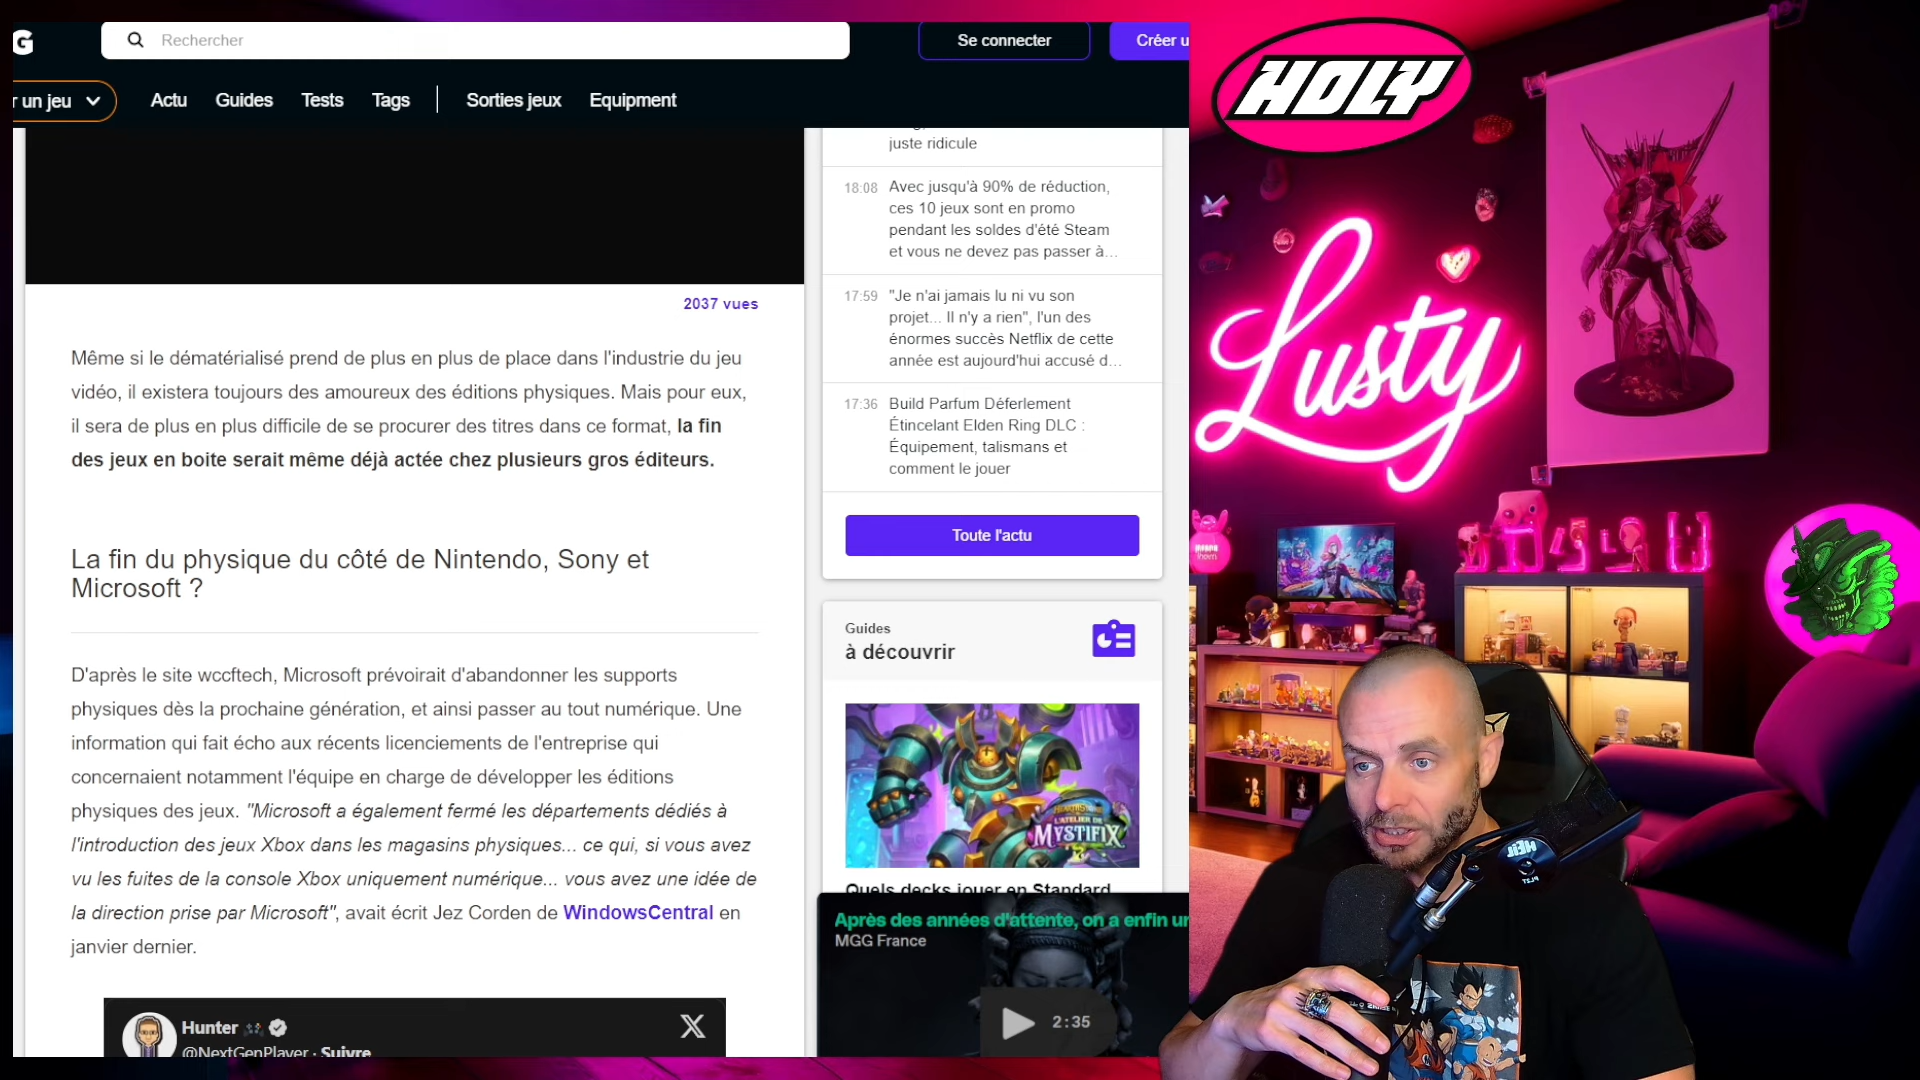 G
Rechercher
Se connecter
Créer u
r un jeu
Actu
Guides
Tests
Tags
Sorties jeux
Equipment
2037 vues
Même si le dématérialisé prend de plus en plus de place dans l'industrie du jeu
vidéo, il existera toujours des amoureux des éditions physiques. Mais pour eux,
il sera de plus en plus difficile de se procurer des titres dans ce format, la fin
des jeux en boite serait même déjà actée chez plusieurs gros éditeurs.
La fin du physique du côté de Nintendo, Sony et
Microsoft ?
D'après le site wccftech, Microsoft prévoirait d'abandonner les supports
physiques dès la prochaine génération, et ainsi passer au tout numérique. Une
information qui fait écho aux récents licenciements de l'entreprise qui
concernaient notamment l'équipe en charge de développer les éditions
physiques des jeux. "Microsoft a également fermé les départements dédiés à
l'introduction des jeux Xbox dans les magasins physiques... ce qui, si vous avez
vu les fuites de la console Xbox uniquement numérique... vous avez une idée de
la direction prise par Microsoft", avait écrit Jez Corden de WindowsCentral en
janvier dernier.
Hunter
@NextGenPlayer · Suivre
juste ridicule
18:08
Avec jusqu'à 90% de réduction,
ces 10 jeux sont en promo
pendant les soldes d'été Steam
et vous ne devez pas passer à...
17:59
"Je n'ai jamais lu ni vu son
projet... Il n'y a rien", l'un des
énormes succès Netflix de cette
année est aujourd'hui accusé d...
17:36
Build Parfum Déferlement
Étincelant Elden Ring DLC :
Équipement, talismans et
comment le jouer
Toute l'actu
Guides
à découvrir
L'ATELIER DE
MYSTIFIX
Quels decks jouer en Standard
Après des années d'attente, on a enfin un
MGG France
2:35
HOLY
Lusty